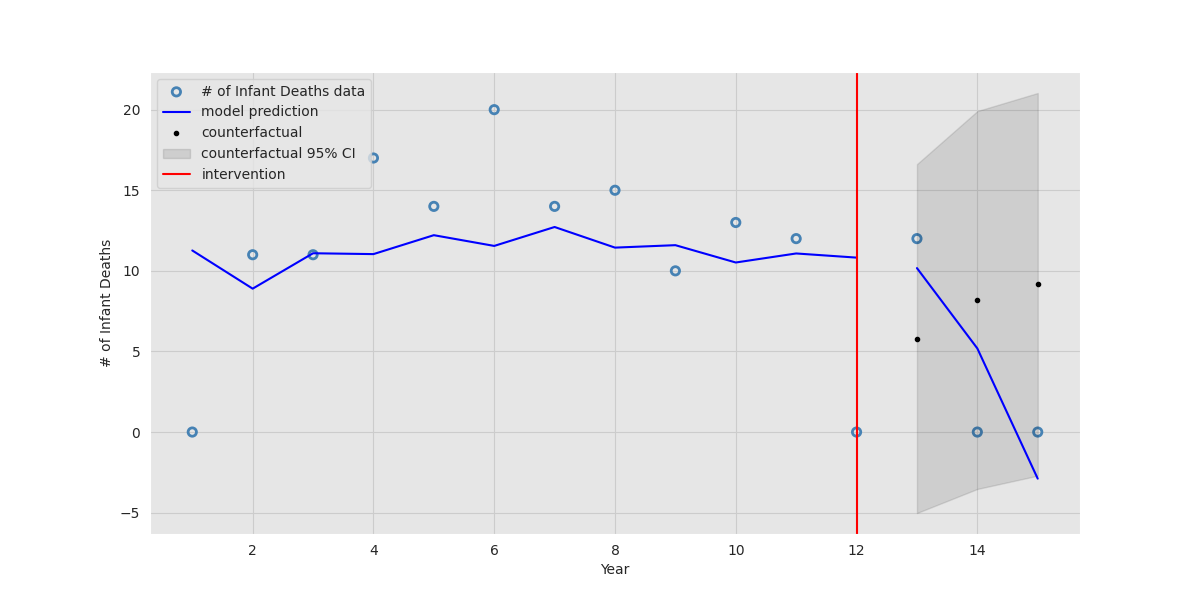 # of Infant Deaths data
model prediction
counterfactual
counterfactual 95% CI
intervention
20
15
10
5
0
−5
# of Infant Deaths
2 4 6 8 10 12 14
Year